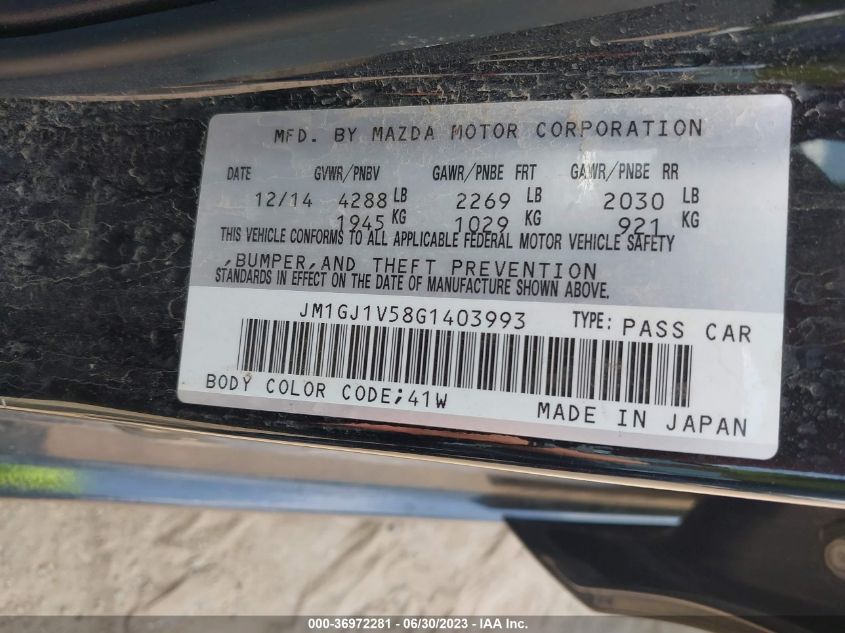 MFD. BY MAZDA MOTOR CORPORATION
DATE GVWR/PNBV GAWR/PNBE FRT GAWR/PNBE RR
12/14 4288 LB 2269 LB 2030 LB
1945 KG 1029 KG 921 KG
THIS VEHICLE CONFORMS TO ALL APPLICABLE FEDERAL MOTOR VEHICLE SAFETY
,BUMPER,AND THEFT PREVENTION
STANDARDS IN EFFECT ON THE DATE OF MANUFACTURE SHOWN ABOVE.
JM1GJ1V58G1403993 TYPE: PASS CAR
BODY COLOR CODE;41W MADE IN JAPAN
000-36972281 - 06/30/2023 - IAA, Inc.